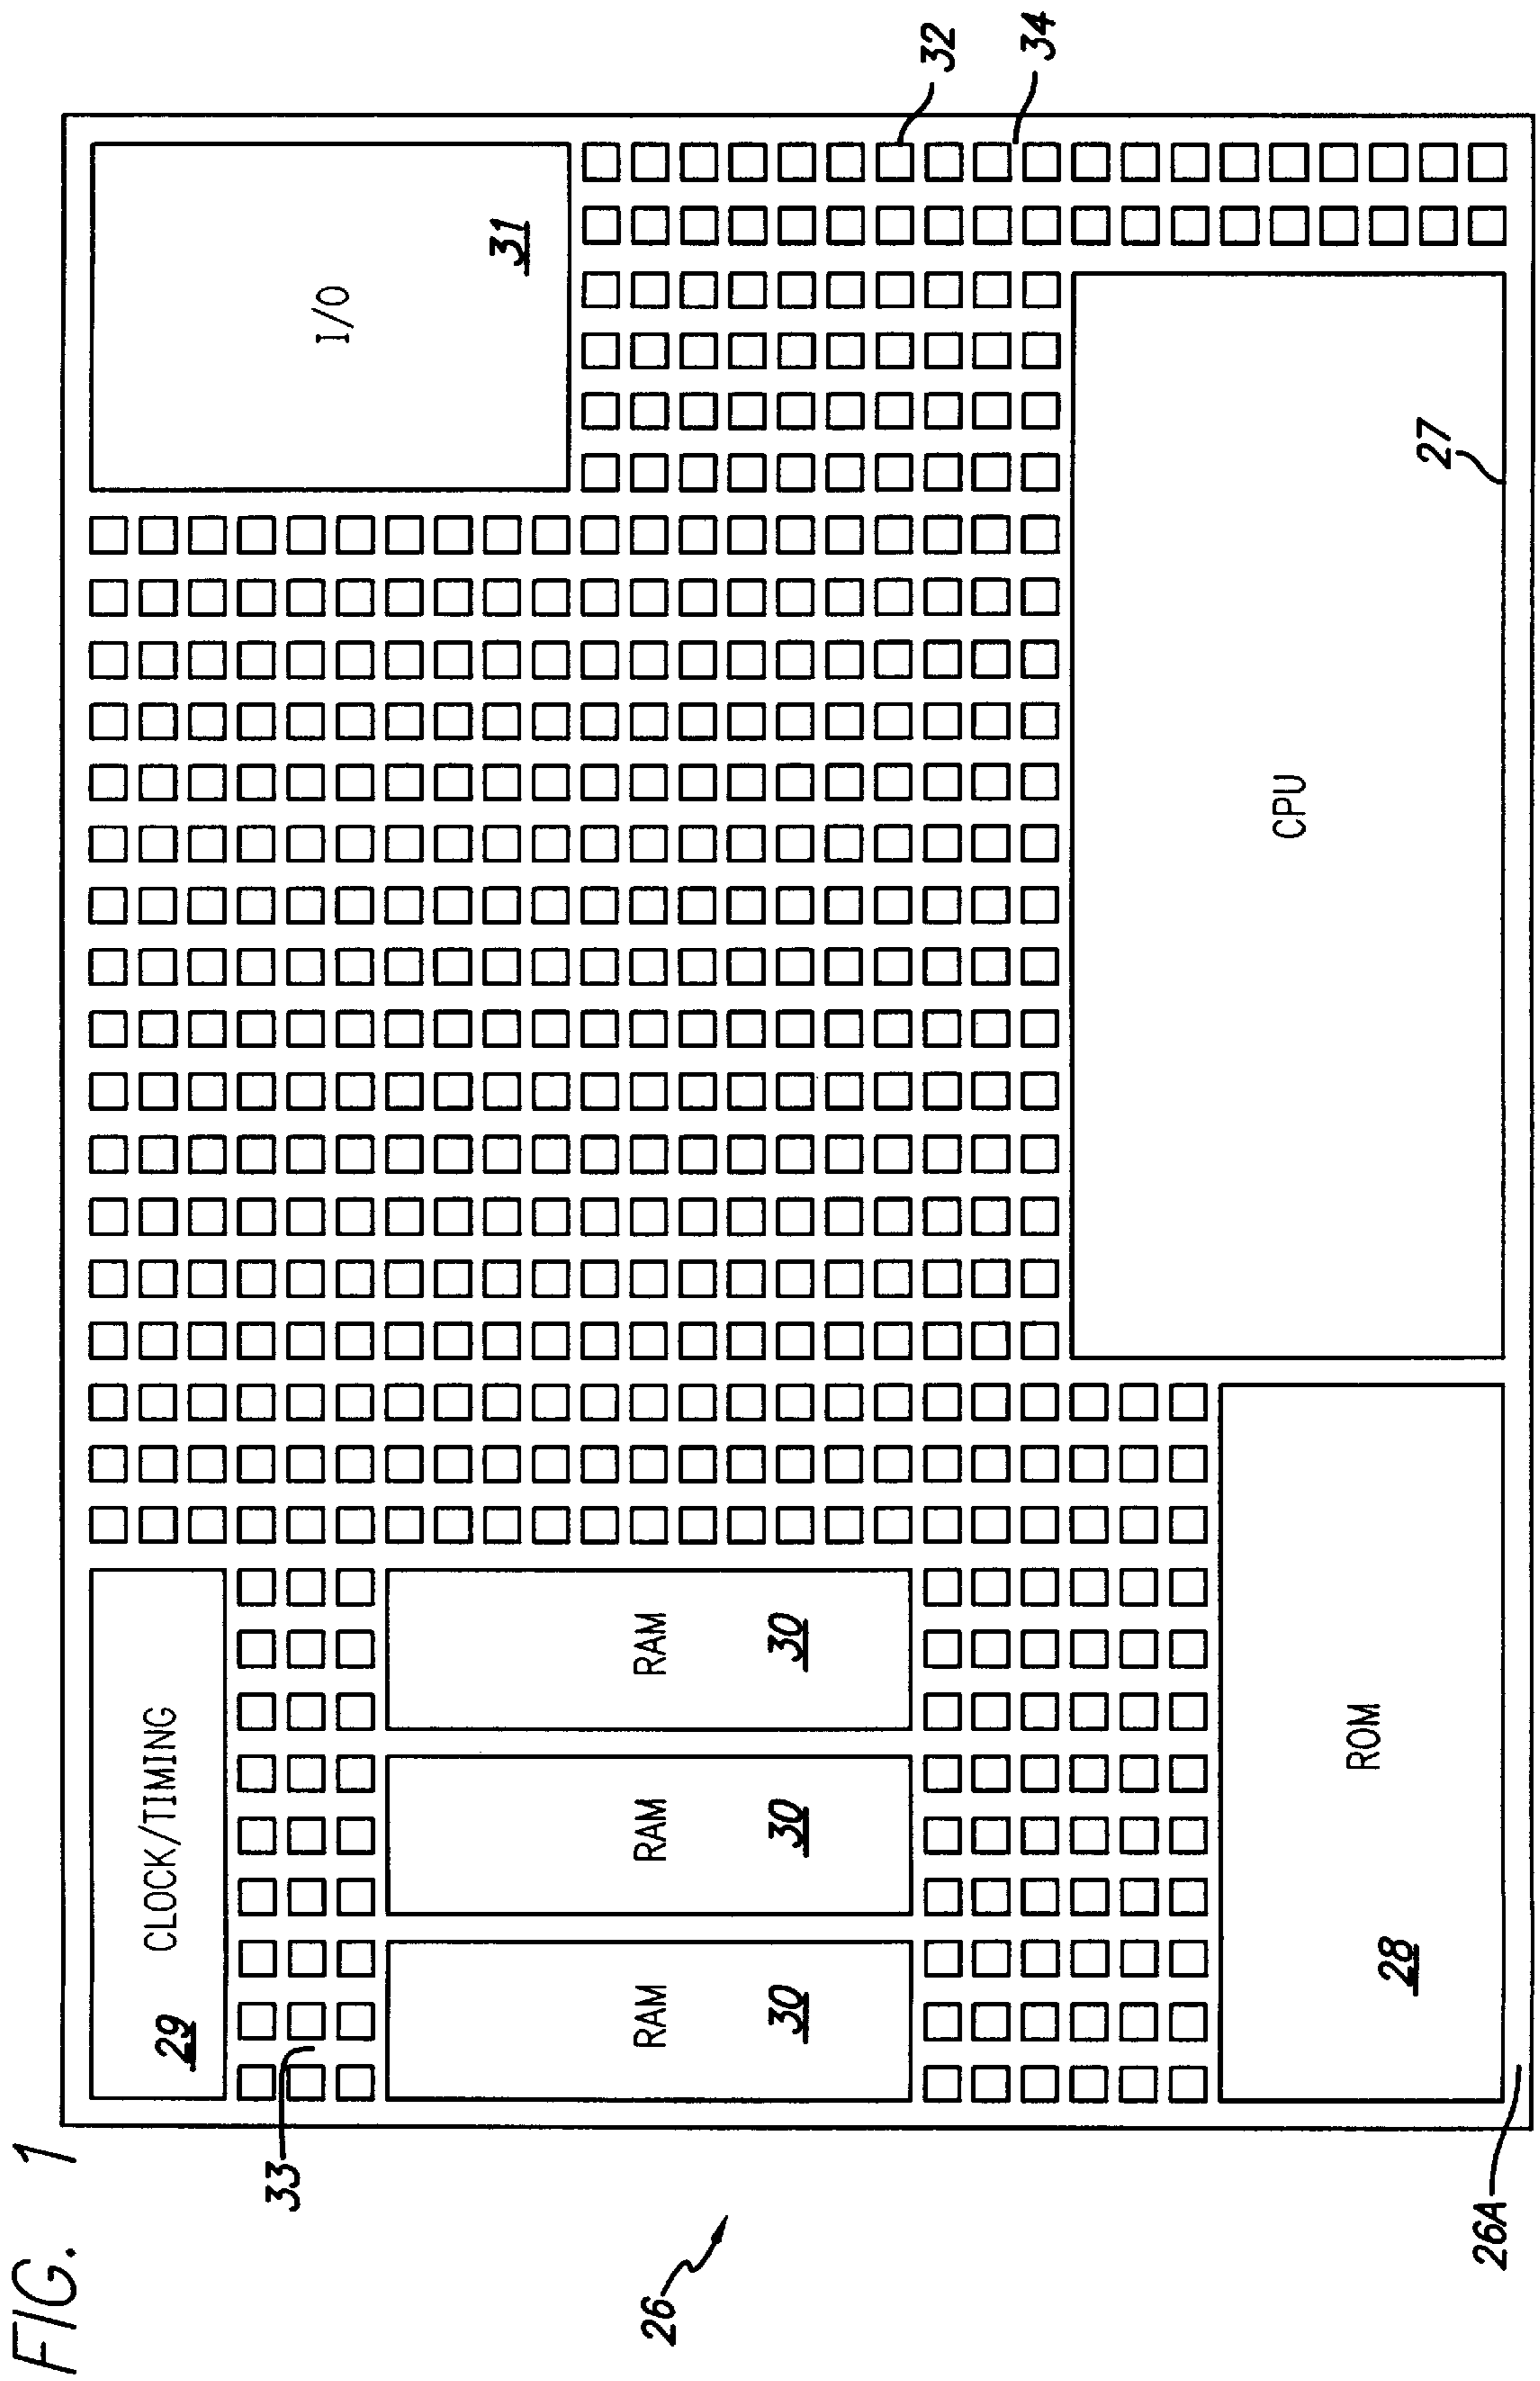 FIG. 1
29
CLOCK/TIMING
33
I/O
31
26
RAM
RAM
RAM
30
30
30
32
34
CPU
ROM
28
27
26A